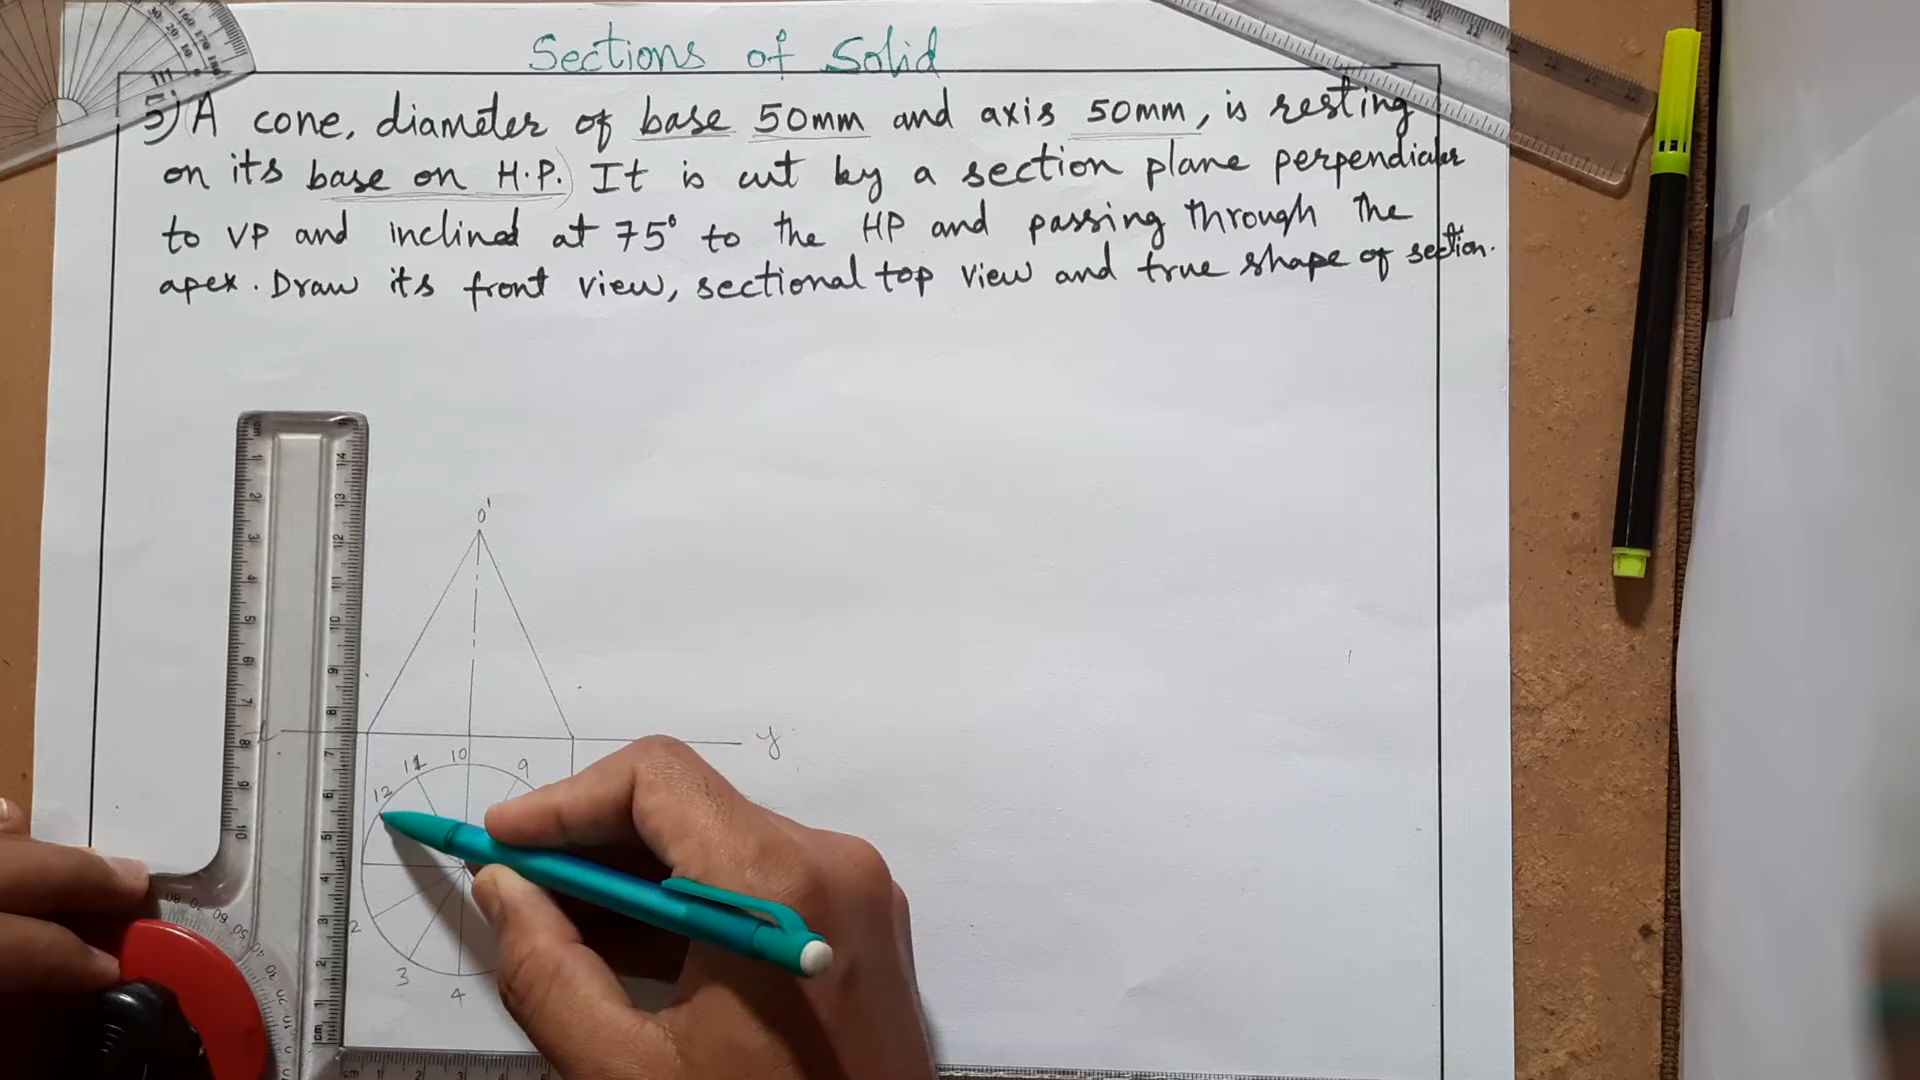 Sections of Solid
5) A cone, diameter of base 50mm and axis 50mm, is resting
on its base on H.P. It is cut by a section plane perpendicular
to VP and inclined at 75° to the HP and passing through the
apex. Draw its front view, sectional top view and true shape of section.
o'
y
10
11
9
12
2
3
4